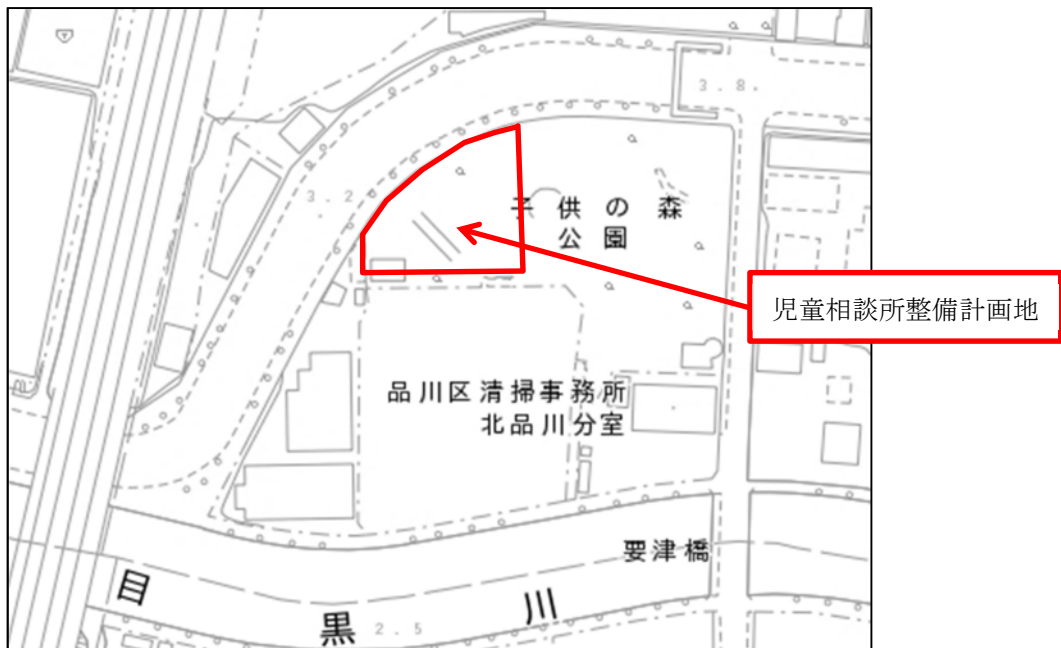 3.8.
3.2
子供の森
公園
児童相談所整備計画地
品川区清掃事務所
北品川分室
要津橋
目黒川
2.5